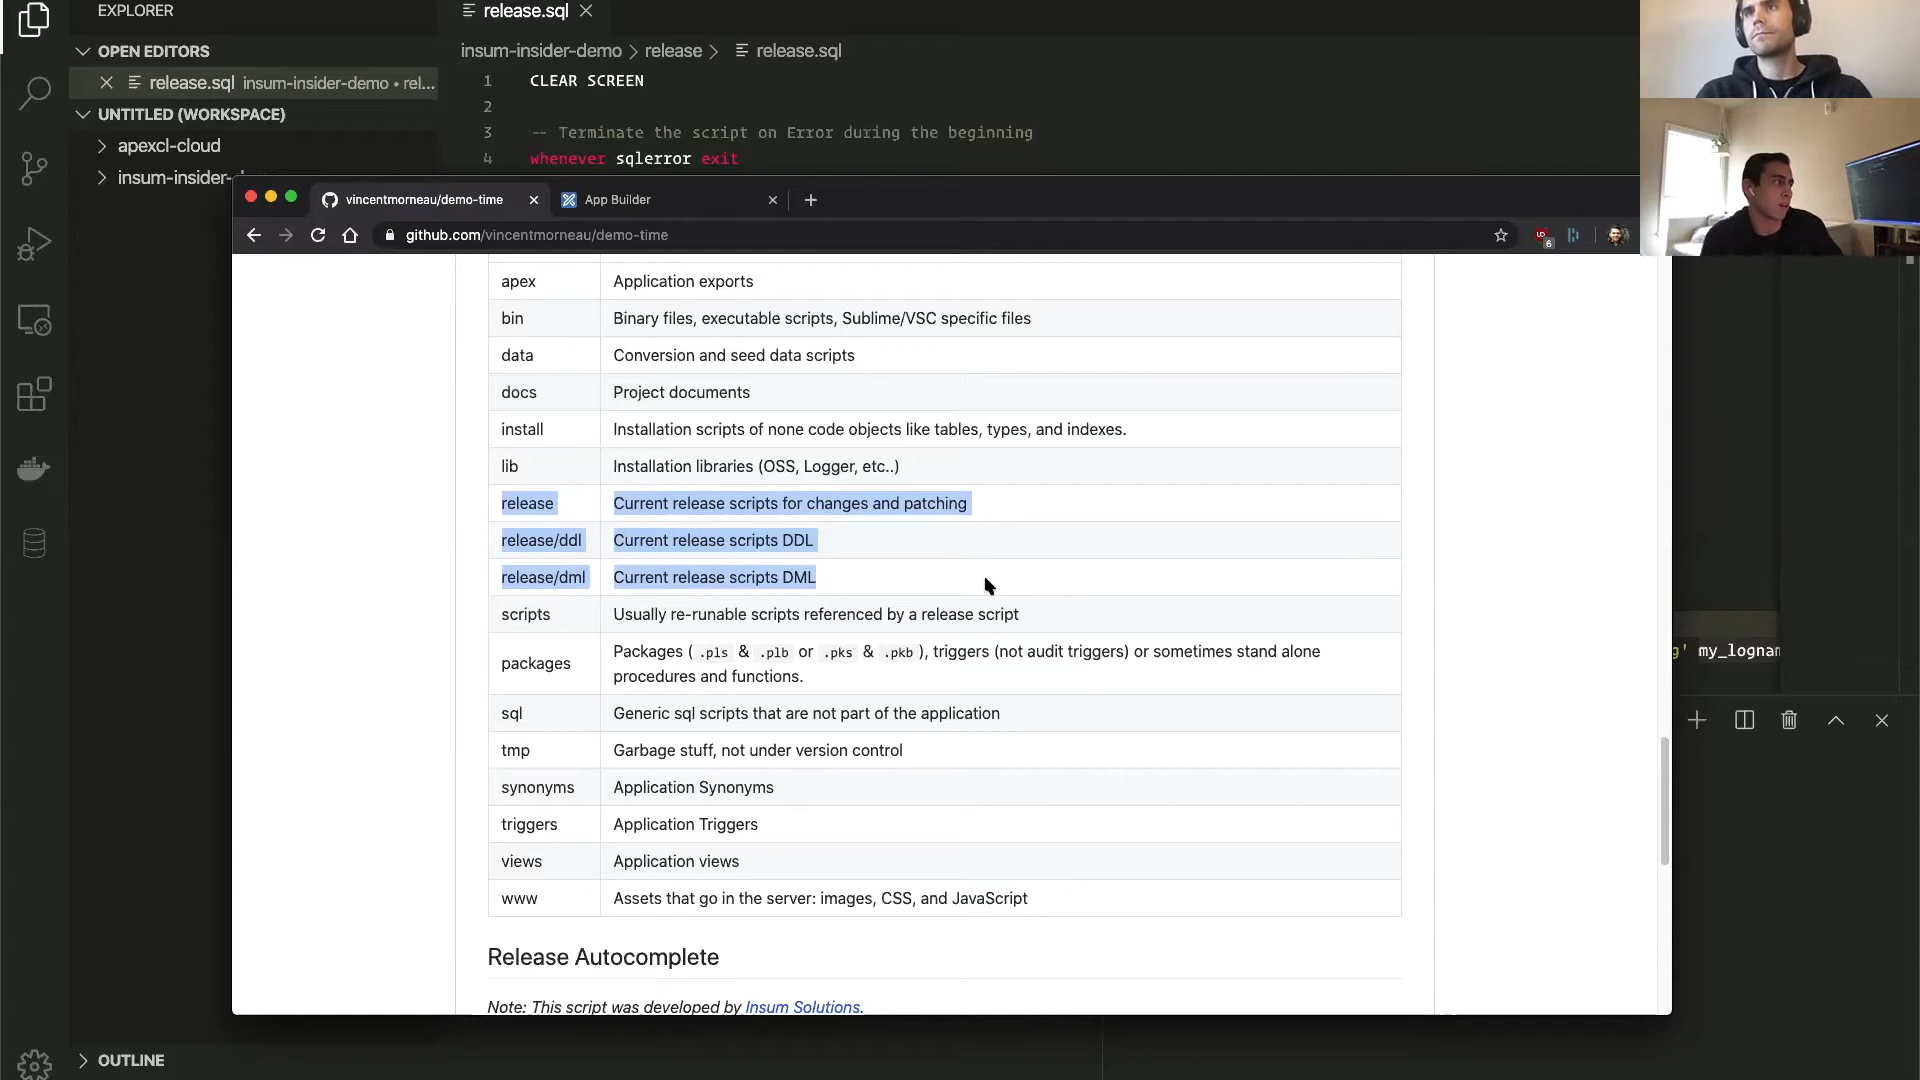 EXPLORER
release.sql
OPEN EDITORS
release.sql insum-insider-demo • rel...
UNTITLED (WORKSPACE)
apexcl-cloud
insum-insider-
insum-insider-demo > release > release.sql
1 CLEAR SCREEN
2
3 -- Terminate the script on Error during the beginning
4 whenever sqlerror exit
vincentmorneau/demo-time
App Builder
github.com/vincentmorneau/demo-time
6
apex Application exports
bin Binary files, executable scripts, Sublime/VSC specific files
data Conversion and seed data scripts
docs Project documents
install Installation scripts of none code objects like tables, types, and indexes.
lib Installation libraries (OSS, Logger, etc..)
release Current release scripts for changes and patching
release/ddl Current release scripts DDL
release/dml Current release scripts DML
scripts Usually re-runable scripts referenced by a release script
packages Packages ( .pls & .plb or .pks & .pkb ), triggers (not audit triggers) or sometimes stand alone
procedures and functions.
sql Generic sql scripts that are not part of the application
tmp Garbage stuff, not under version control
synonyms Application Synonyms
triggers Application Triggers
views Application views
www Assets that go in the server: images, CSS, and JavaScript
Release Autocomplete
Note: This script was developed by Insum Solutions.
g' my_lognam
OUTLINE